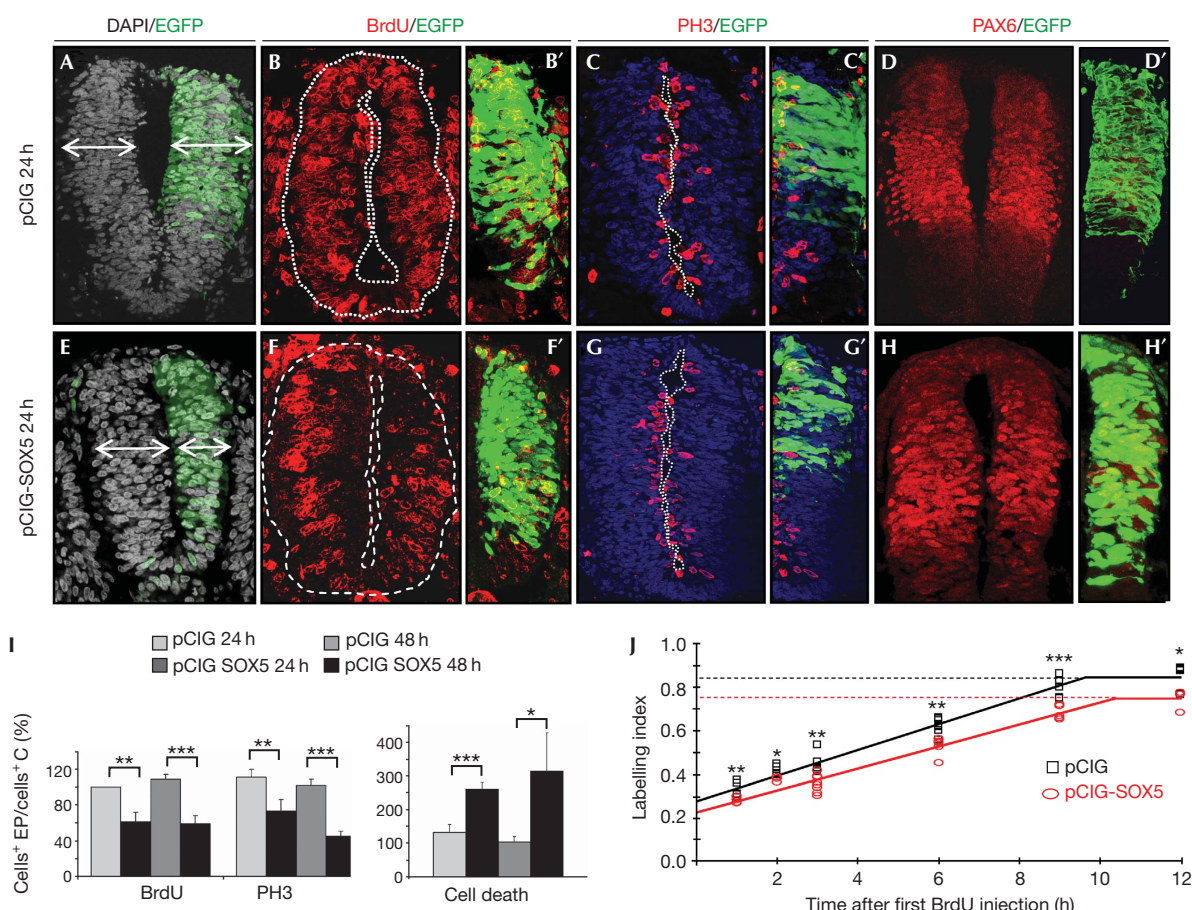 DAPI/EGFP
BrdU/EGFP
PH3/EGFP
PAX6/EGFP
pCIG 24 h
A
B
B′
C
C′
D
D′
pCIG-SOX5 24 h
E
F
F′
G
G′
H
H′
I
pCIG 24 h
pCIG 48 h
pCIG SOX5 24 h
pCIG SOX5 48 h
Cells⁺ EP/cells⁺ C (%)
120
80
40
0
** *** ** ***
BrdU
PH3
400
300
200
100
0
*** *
Cell death
J
Labelling index
1.0
0.8
0.6
0.4
0.2
0.0
** * ** ** *** *
pCIG
pCIG-SOX5
2 4 6 8 10 12
Time after first BrdU injection (h)